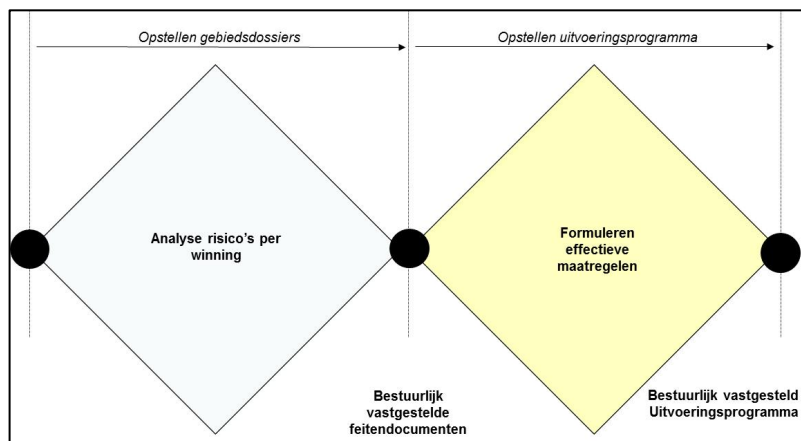 Opstellen gebiedsdossiers
Opstellen uitvoeringsprogramma
Analyse risico's per
winning
Formuleren
effectieve
maatregelen
Bestuurlijk
vastgestelde
feitendocumenten
Bestuurlijk vastgesteld
Uitvoeringsprogramma